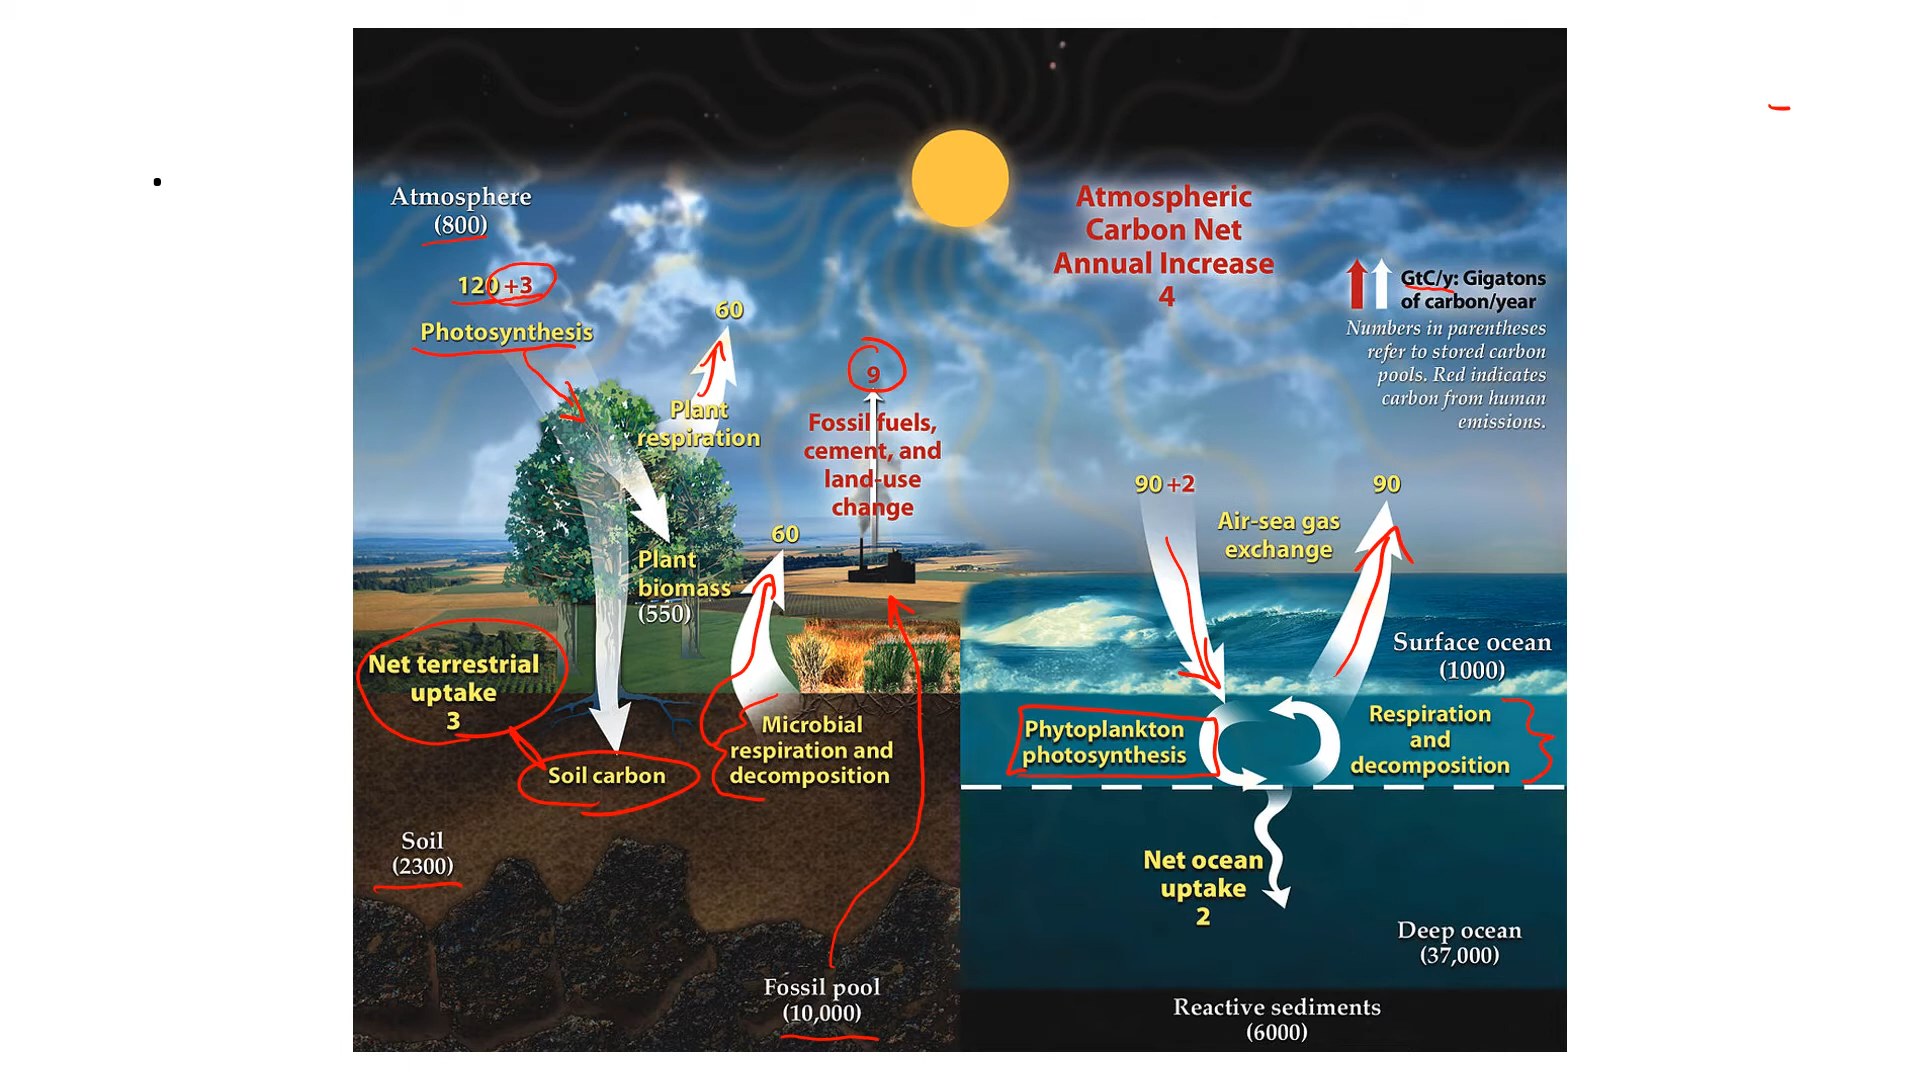 Atmosphere
(800)
120 +3
Photosynthesis
60
Plant
respiration
9
Fossil fuels,
cement, and
land-use
change
60
Plant
biomass
(550)
Net terrestrial
uptake
3
Soil carbon
Microbial
respiration and
decomposition
Soil
(2300)
Fossil pool
(10,000)
Atmospheric
Carbon Net
Annual Increase
4
GtC/y: Gigatons
of carbon/year
Numbers in parentheses
refer to stored carbon
pools. Red indicates
carbon from human
emissions.
90 +2
90
Air-sea gas
exchange
Surface ocean
(1000)
Phytoplankton
photosynthesis
Respiration
and
decomposition
Net ocean
uptake
2
Deep ocean
(37,000)
Reactive sediments
(6000)